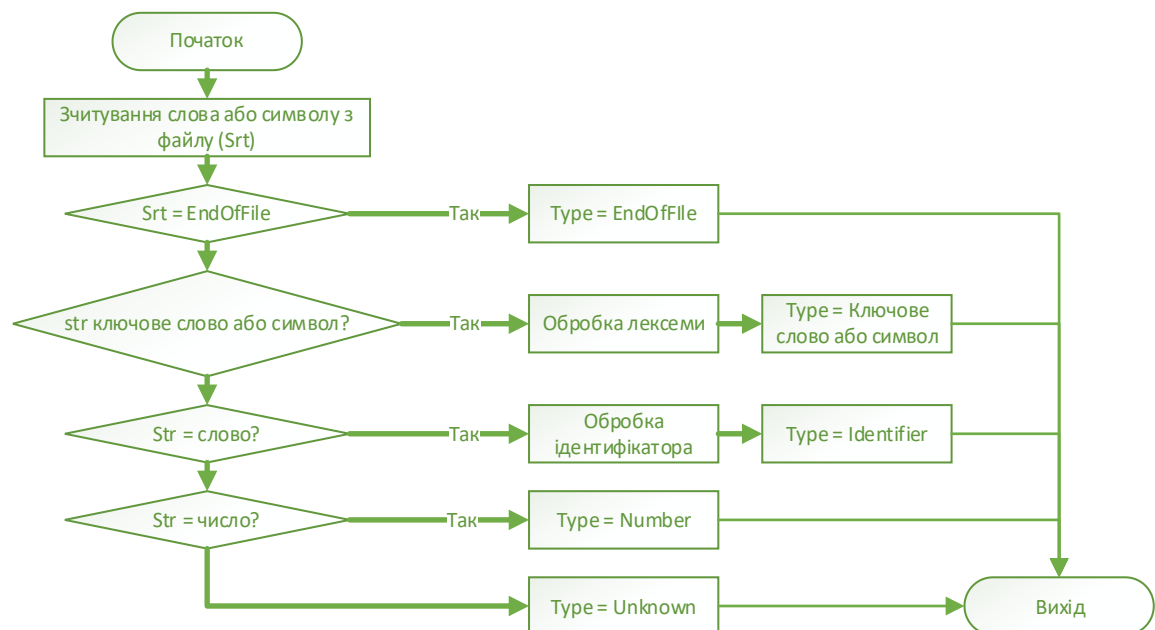 Початок
Зчитування слова або символу з
файлу (Srt)
Srt = EndOfFile
Так
Type = EndOfFIle
str ключове слово або символ?
Так
Обробка лексеми
Type = Ключове
слово або символ
Str = слово?
Так
Обробка
ідентифікатора
Type = Identifier
Str = число?
Так
Type = Number
Type = Unknown
Вихід